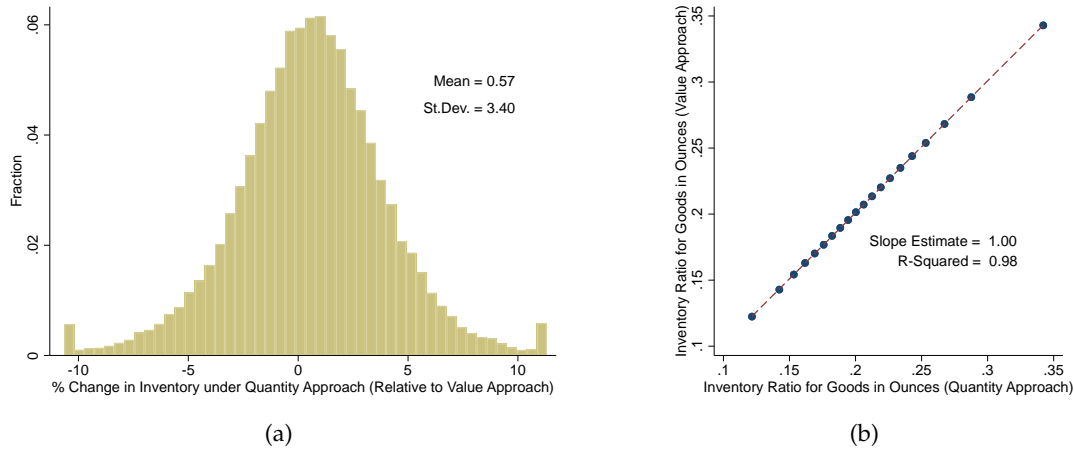 .06
.04
.02
0
Fraction
Mean = 0.57
St.Dev. = 3.40
-10 -5 0 5 10
% Change in Inventory under Quantity Approach (Relative to Value Approach)
(a)
.35
.3
.25
.2
.15
.1
Inventory Ratio for Goods in Ounces (Value Approach)
Slope Estimate = 1.00
R-Squared = 0.98
.1 .15 .2 .25 .3 .35
Inventory Ratio for Goods in Ounces (Quantity Approach)
(b)